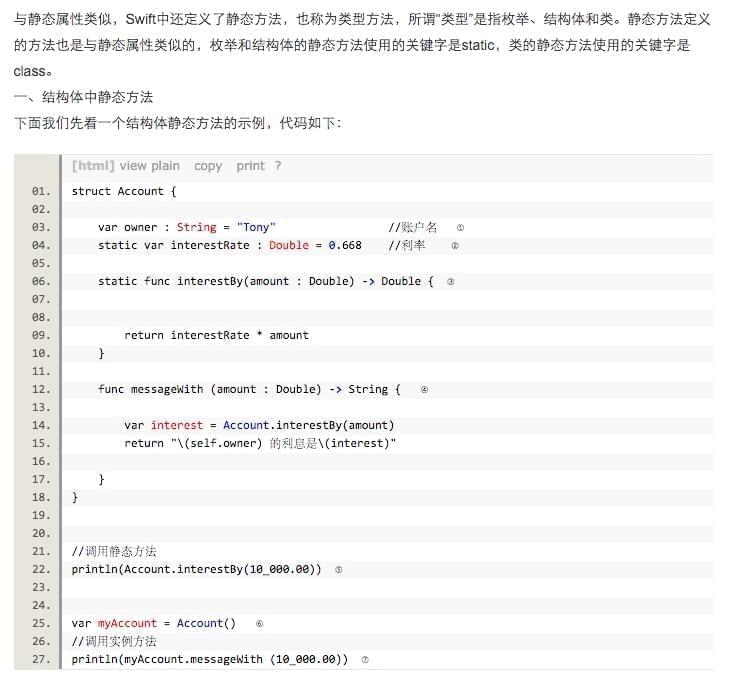 与静态属性类似，Swift中还定义了静态方法，也称为类型方法，所谓“类型”是指枚举、结构体和类。静态方法定义
的方法也是与静态属性类似的，枚举和结构体的静态方法使用的关键字是static，类的静态方法使用的关键字是
class。
一、结构体中静态方法
下面我们先看一个结构体静态方法的示例，代码如下：
[html] view plain copy print ?
01. struct Account {
02.
03. var owner : String = "Tony" //账户名 ①
04. static var interestRate : Double = 0.668 //利率 ②
05.
06. static func interestBy(amount : Double) -> Double { ③
07.
08.
09. return interestRate * amount
10. }
11.
12. func messageWith (amount : Double) -> String { ④
13.
14. var interest = Account.interestBy(amount)
15. return "\(self.owner) 的利息是\(interest)"
16.
17. }
18. }
19.
20.
21. //调用静态方法
22. println(Account.interestBy(10_000.00)) ⑤
23.
24.
25. var myAccount = Account() ⑥
26. //调用实例方法
27. println(myAccount.messageWith (10_000.00)) ⑦